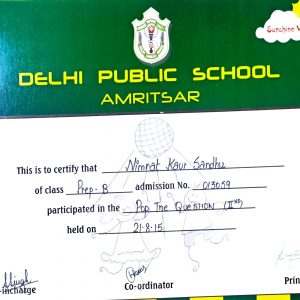 Sunshine
DELHI PUBLIC SCHOOL
AMRITSAR
This is to certify that Nimrat Kaur Sandhu
of class Prep-B admission No. 013059
participated in the Pop The Question (IInd)
held on 21-8-15
-incharge
Co-ordinator
Prin